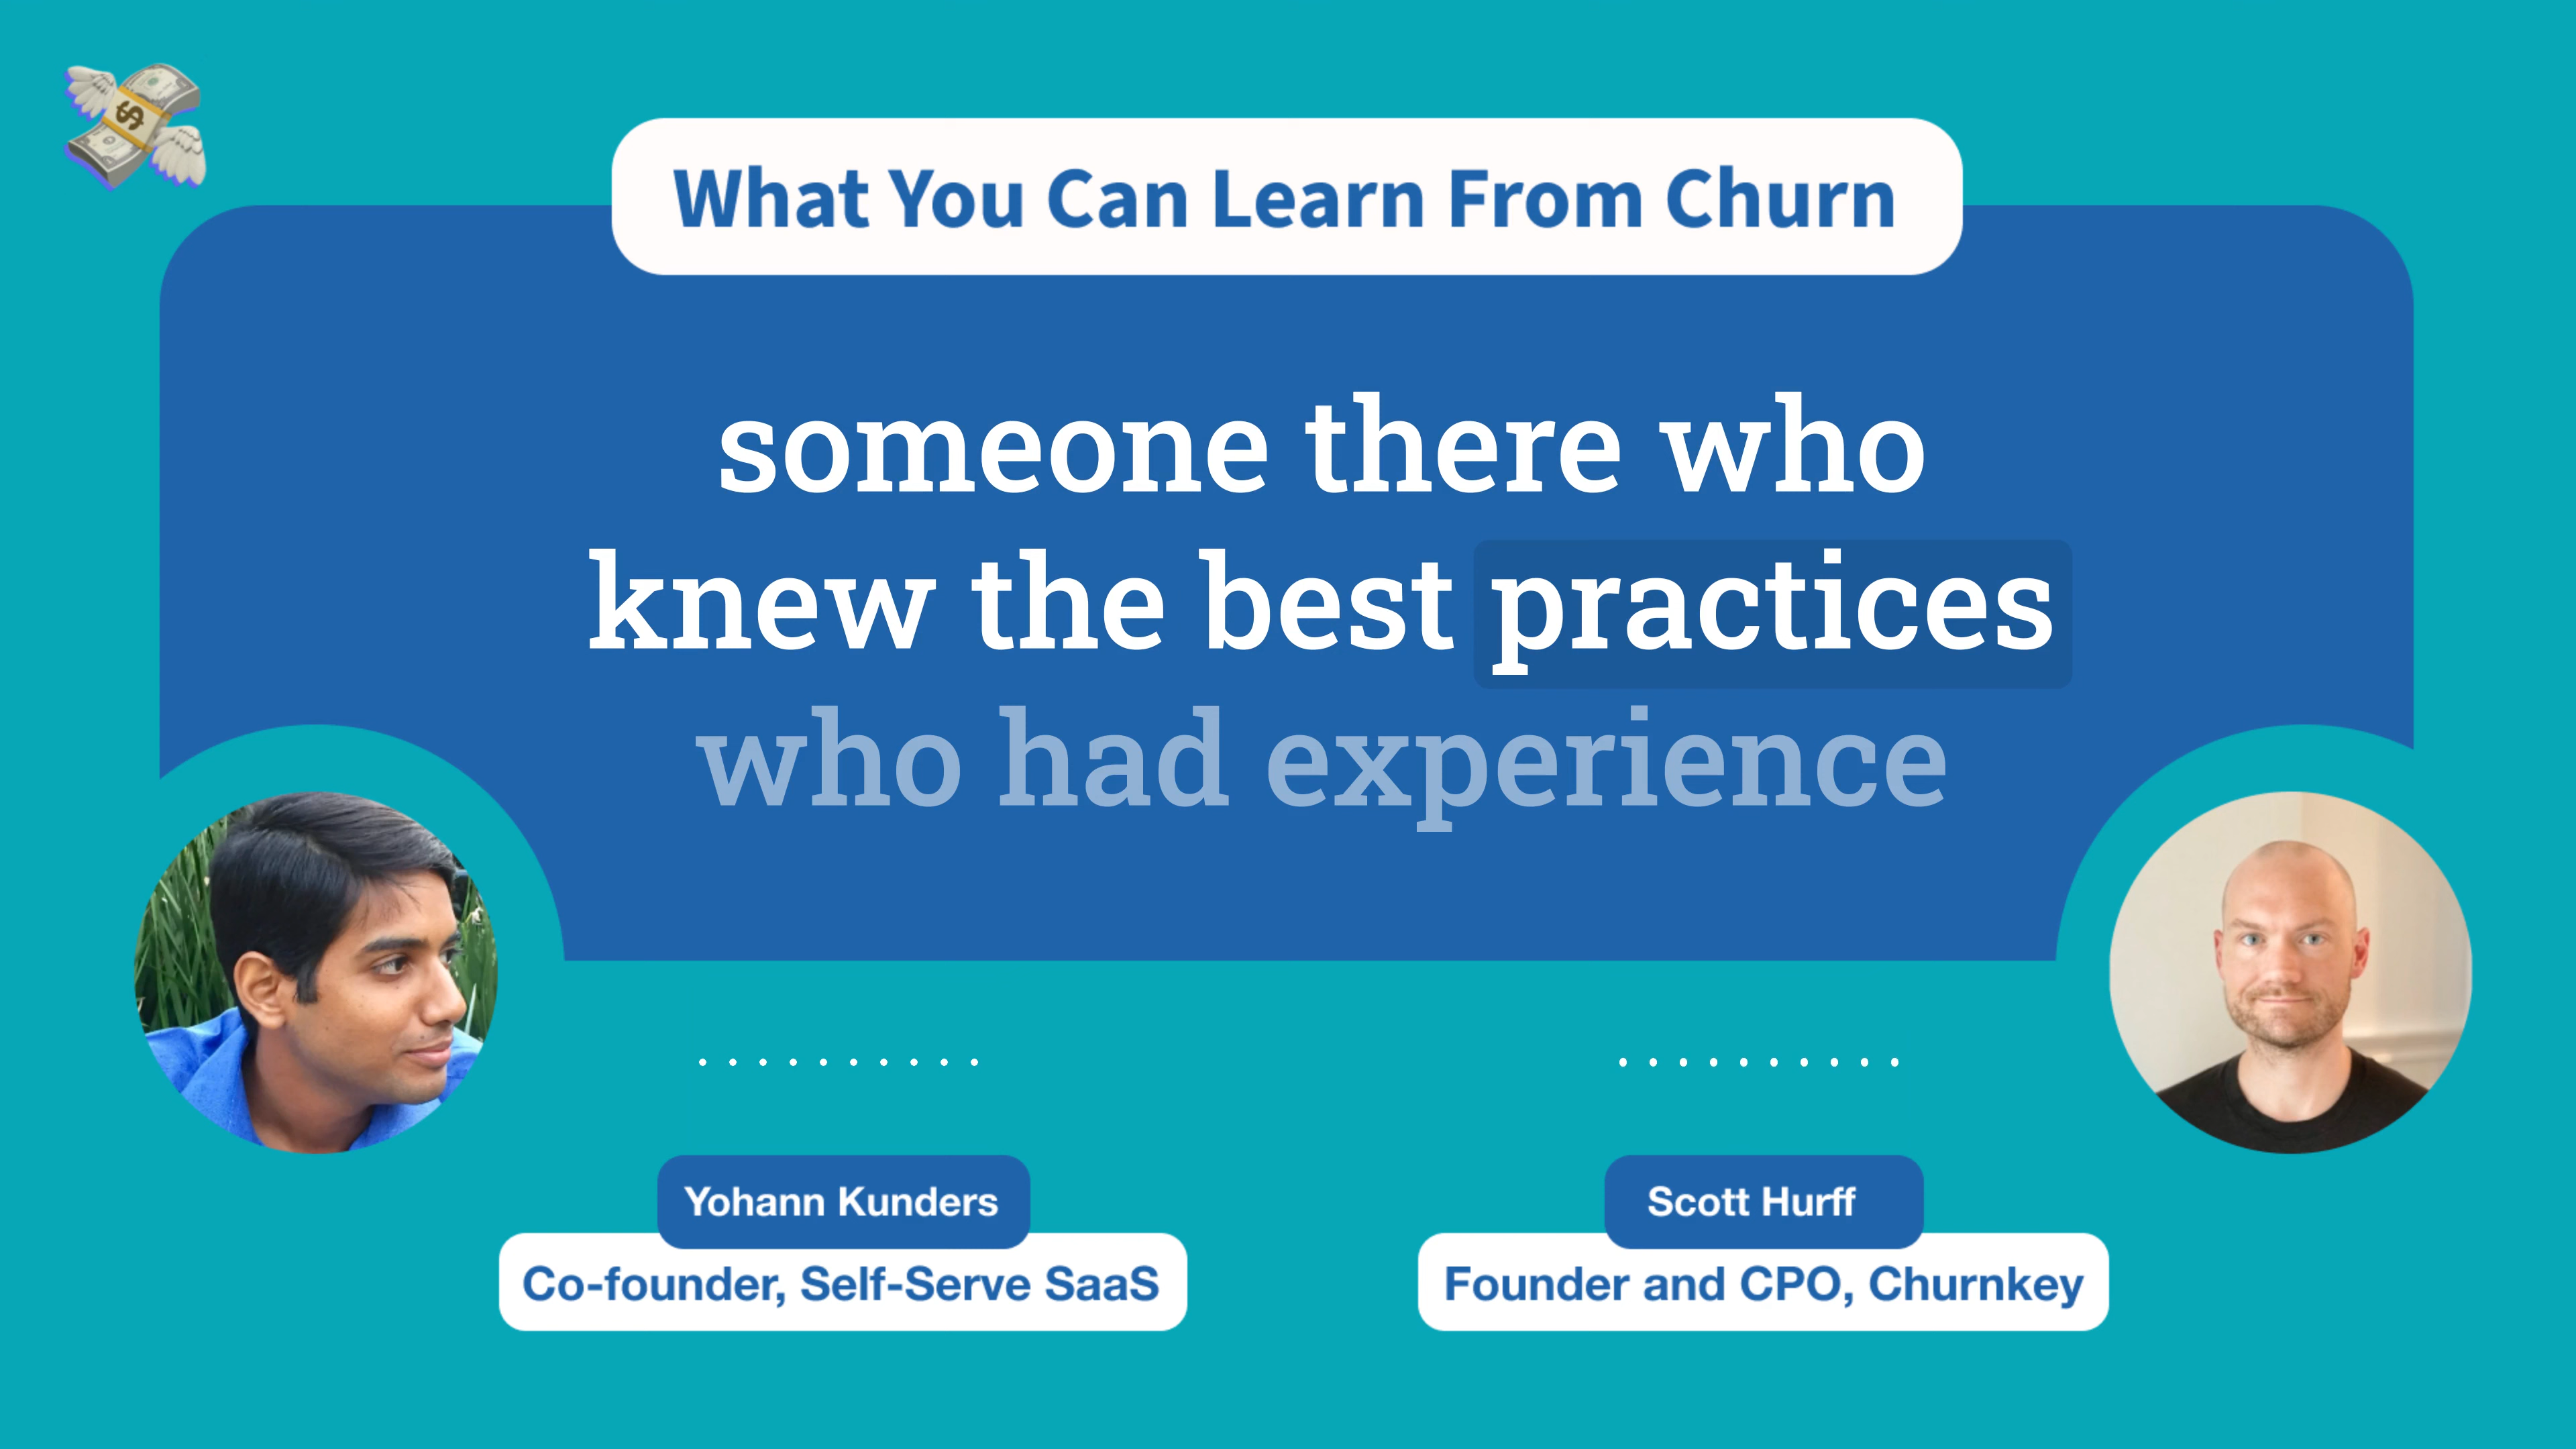 What You Can Learn From Churn
someone there who
knew the best practices
who had experience
Yohann Kunders
Co-founder, Self-Serve SaaS
Scott Hurff
Founder and CPO, Churnkey